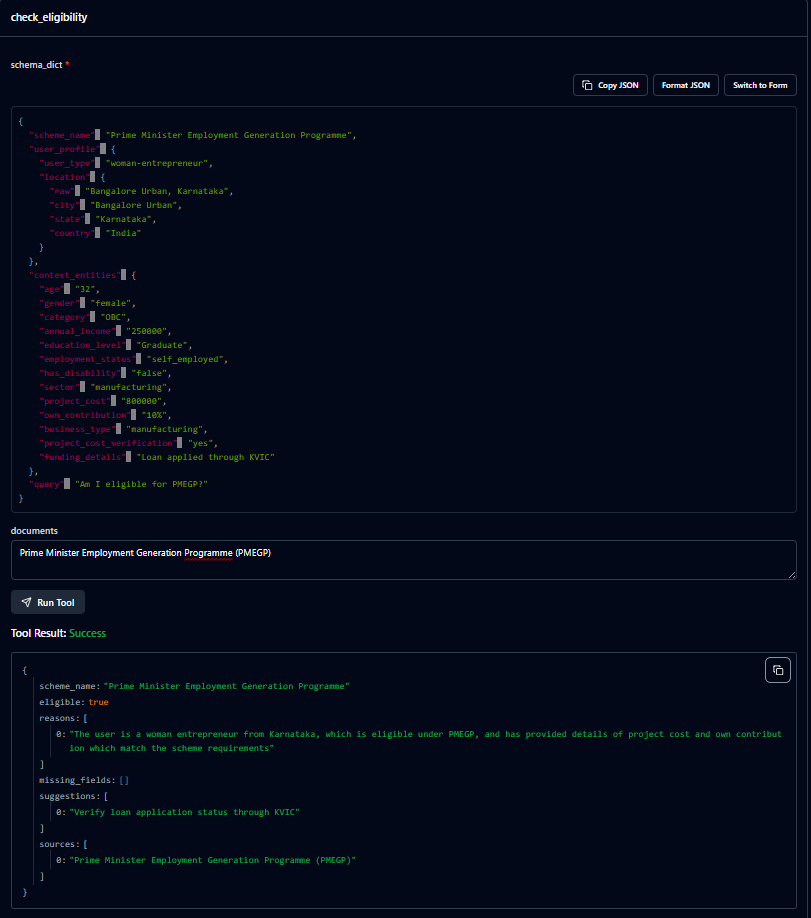 check_eligibility
schema_dict *
Copy JSON
Format JSON
Switch to Form
{
"scheme_name" "Prime Minister Employment Generation Programme",
"user_profile" {
"user_type" "woman-entrepreneur",
"location" {
"raw" "Bangalore Urban, Karnataka",
"city" "Bangalore Urban",
"state" "Karnataka",
"country" "India"
}
},
"context_entities" {
"age" "32",
"gender" "female",
"category" "OBC",
"annual_income" "250000",
"education_level" "Graduate",
"employment_status" "self_employed",
"has_disability" "false",
"sector" "manufacturing",
"project_cost" "800000",
"own_contribution" "10%",
"business_type" "manufacturing",
"project_cost_verification" "yes",
"funding_details" "Loan applied through KVIC"
},
"query" "Am I eligible for PMEGP?"
}
documents
Prime Minister Employment Generation Programme (PMEGP)
Run Tool
Tool Result: Success
{
scheme_name: "Prime Minister Employment Generation Programme"
eligible: true
reasons: [
0: "The user is a woman entrepreneur from Karnataka, which is eligible under PMEGP, and has provided details of project cost and own contribut
ion which match the scheme requirements"
]
missing_fields: []
suggestions: [
0: "Verify loan application status through KVIC"
]
sources: [
0: "Prime Minister Employment Generation Programme (PMEGP)"
]
}